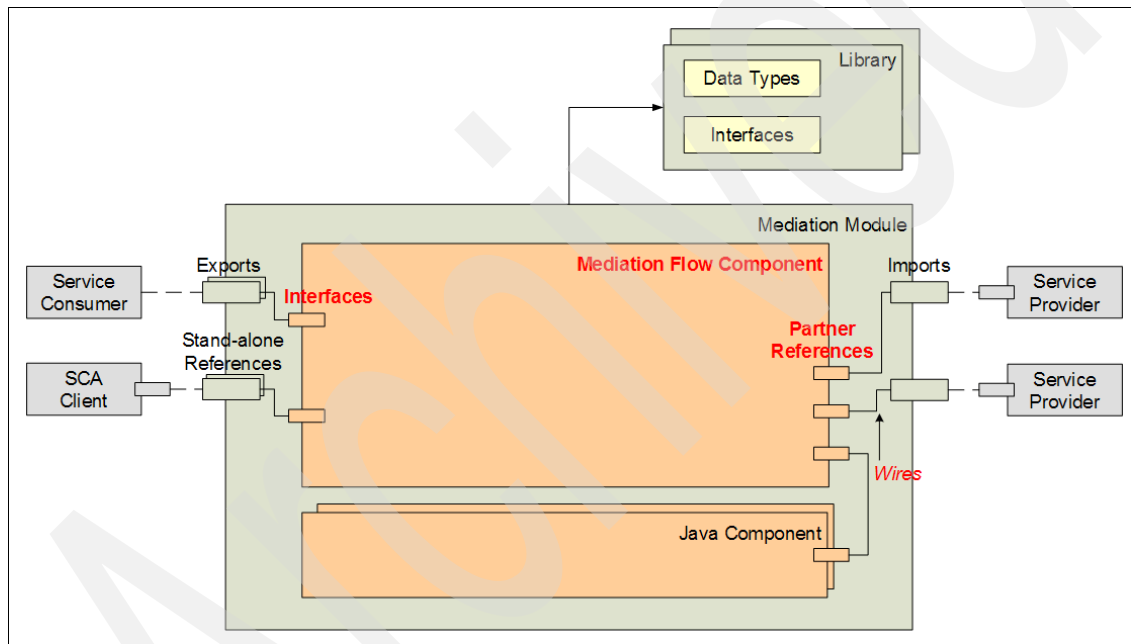 Library
Data Types
Interfaces
Mediation Module
Exports
Mediation Flow Component
Imports
Service
Consumer
Interfaces
Service
Provider
Stand-alone
References
Partner
References
SCA
Client
Service
Provider
Wires
Java Component
Archived